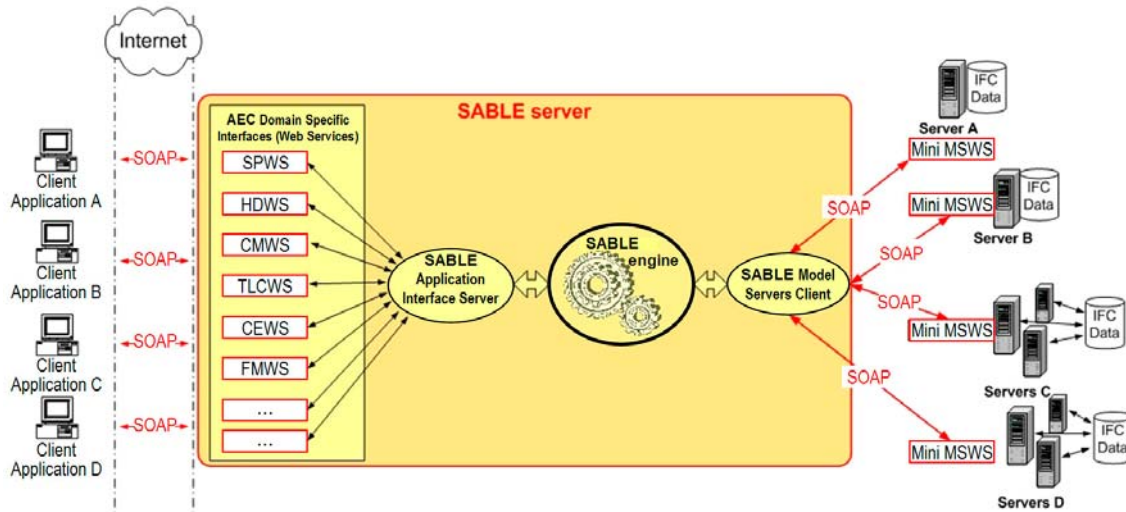 Internet
SABLE server
AEC Domain Specific
Interfaces (Web Services)
SPWS
HDWS
CMWS
TLCWS
CEWS
FMWS
...
...
Client
Application A
Client
Application B
Client
Application C
Client
Application D
SOAP
SOAP
SOAP
SOAP
SABLE
Application
Interface Server
SABLE
engine
SABLE Model
Servers Client
SOAP
SOAP
SOAP
SOAP
IFC
Data
Server A
Mini MSWS
Mini MSWS
IFC
Data
Server B
Mini MSWS
IFC
Data
Servers C
Mini MSWS
IFC
Data
Servers D